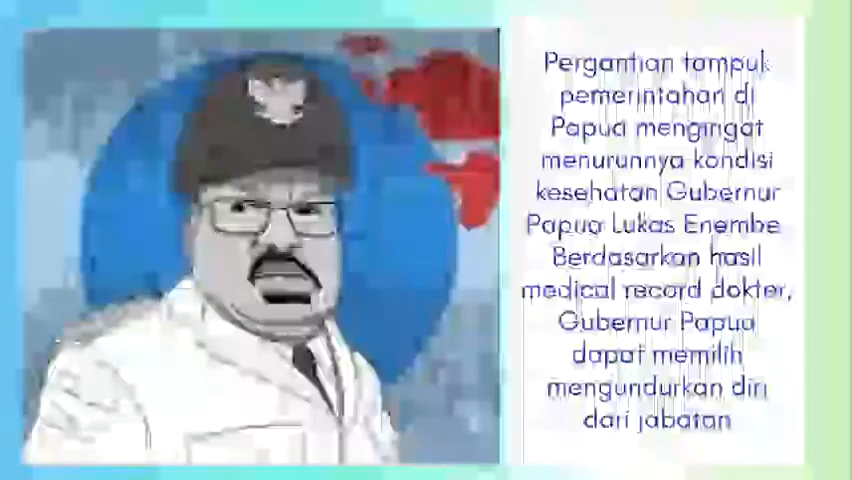 Pergantian tampuk
pemerintahan di
Papua mengingat
menurunnya kondisi
kesehatan Gubernur
Papua Lukas Enembe
Berdasarkan hasil
medical record dokter,
Gubernur Papua
dapat memilih
mengundurkan diri
dari jabatan